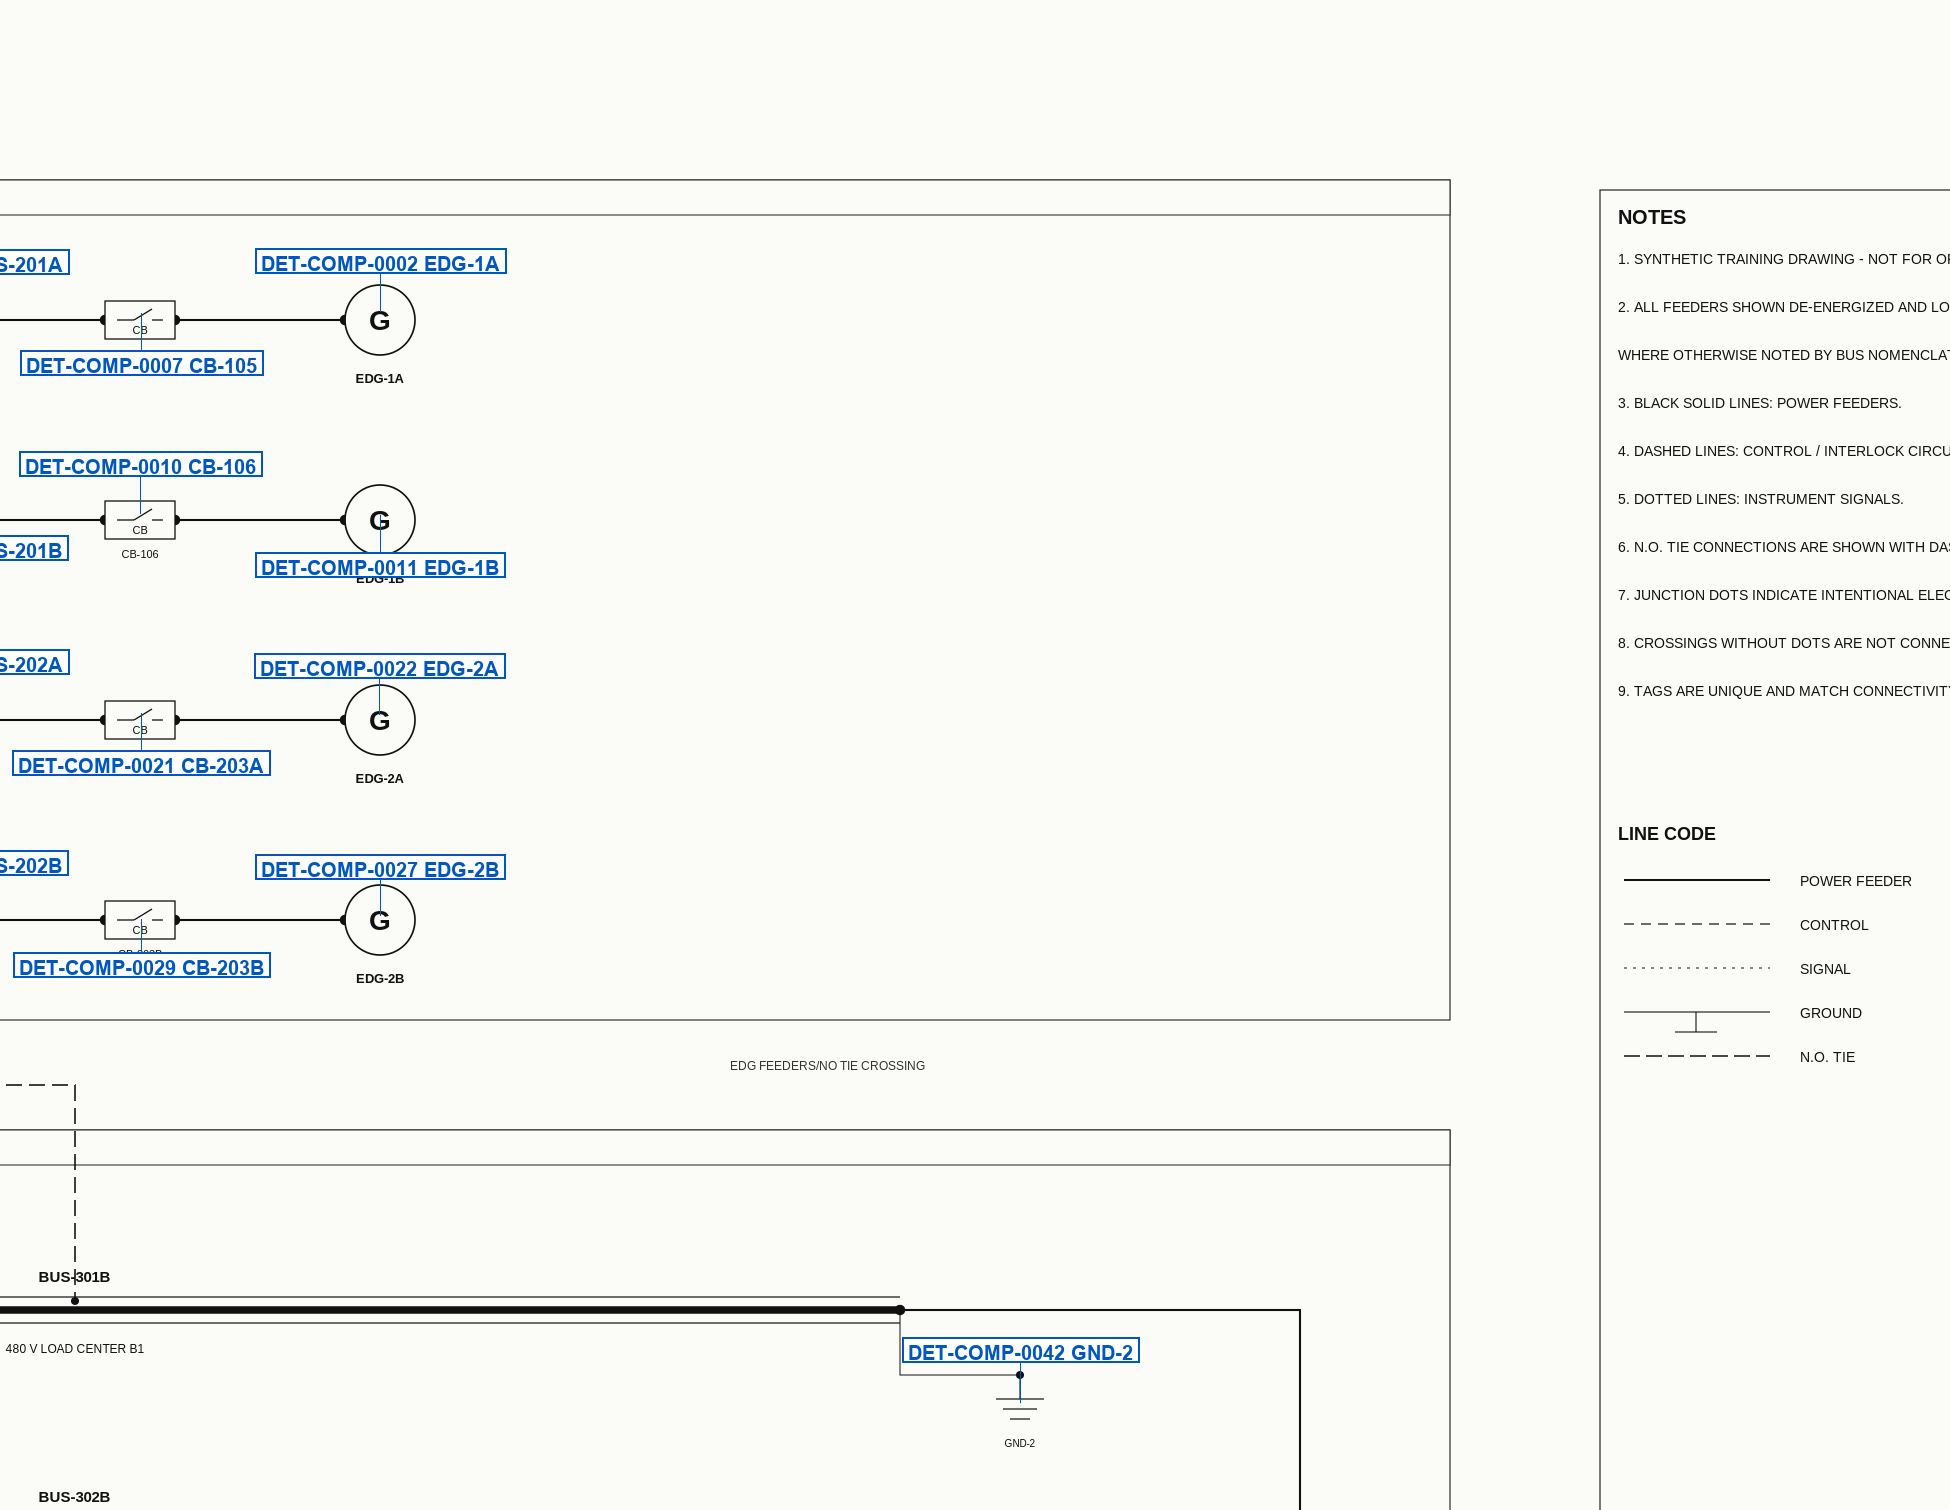 S-201A
DET-COMP-0002 EDG-1A
CB
G
DET-COMP-0007 CB-105
EDG-1A
DET-COMP-0010 CB-106
CB
G
S-201B
CB-106
DET-COMP-0011 EDG-1B
EDG-1B
S-202A
DET-COMP-0022 EDG-2A
CB
G
DET-COMP-0021 CB-203A
EDG-2A
S-202B
DET-COMP-0027 EDG-2B
CB
G
DET-COMP-0029 CB-203B
EDG-2B
EDG FEEDERS/NO TIE CROSSING
BUS-301B
480 V LOAD CENTER B1
DET-COMP-0042 GND-2
GND-2
BUS-302B
NOTES
1. SYNTHETIC TRAINING DRAWING - NOT FOR
2. ALL FEEDERS SHOWN DE-ENERGIZED AND LO
WHERE OTHERWISE NOTED BY BUS NOMENCLAT
3. BLACK SOLID LINES: POWER FEEDERS.
4. DASHED LINES: CONTROL / INTERLOCK CIRCU
5. DOTTED LINES: INSTRUMENT SIGNALS.
6. N.O. TIE CONNECTIONS ARE SHOWN WITH DAS
7. JUNCTION DOTS INDICATE INTENTIONAL ELEC
8. CROSSINGS WITHOUT DOTS ARE NOT CONNE
9. TAGS ARE UNIQUE AND MATCH CONNECTIVITY
LINE CODE
POWER FEEDER
CONTROL
SIGNAL
GROUND
N.O. TIE